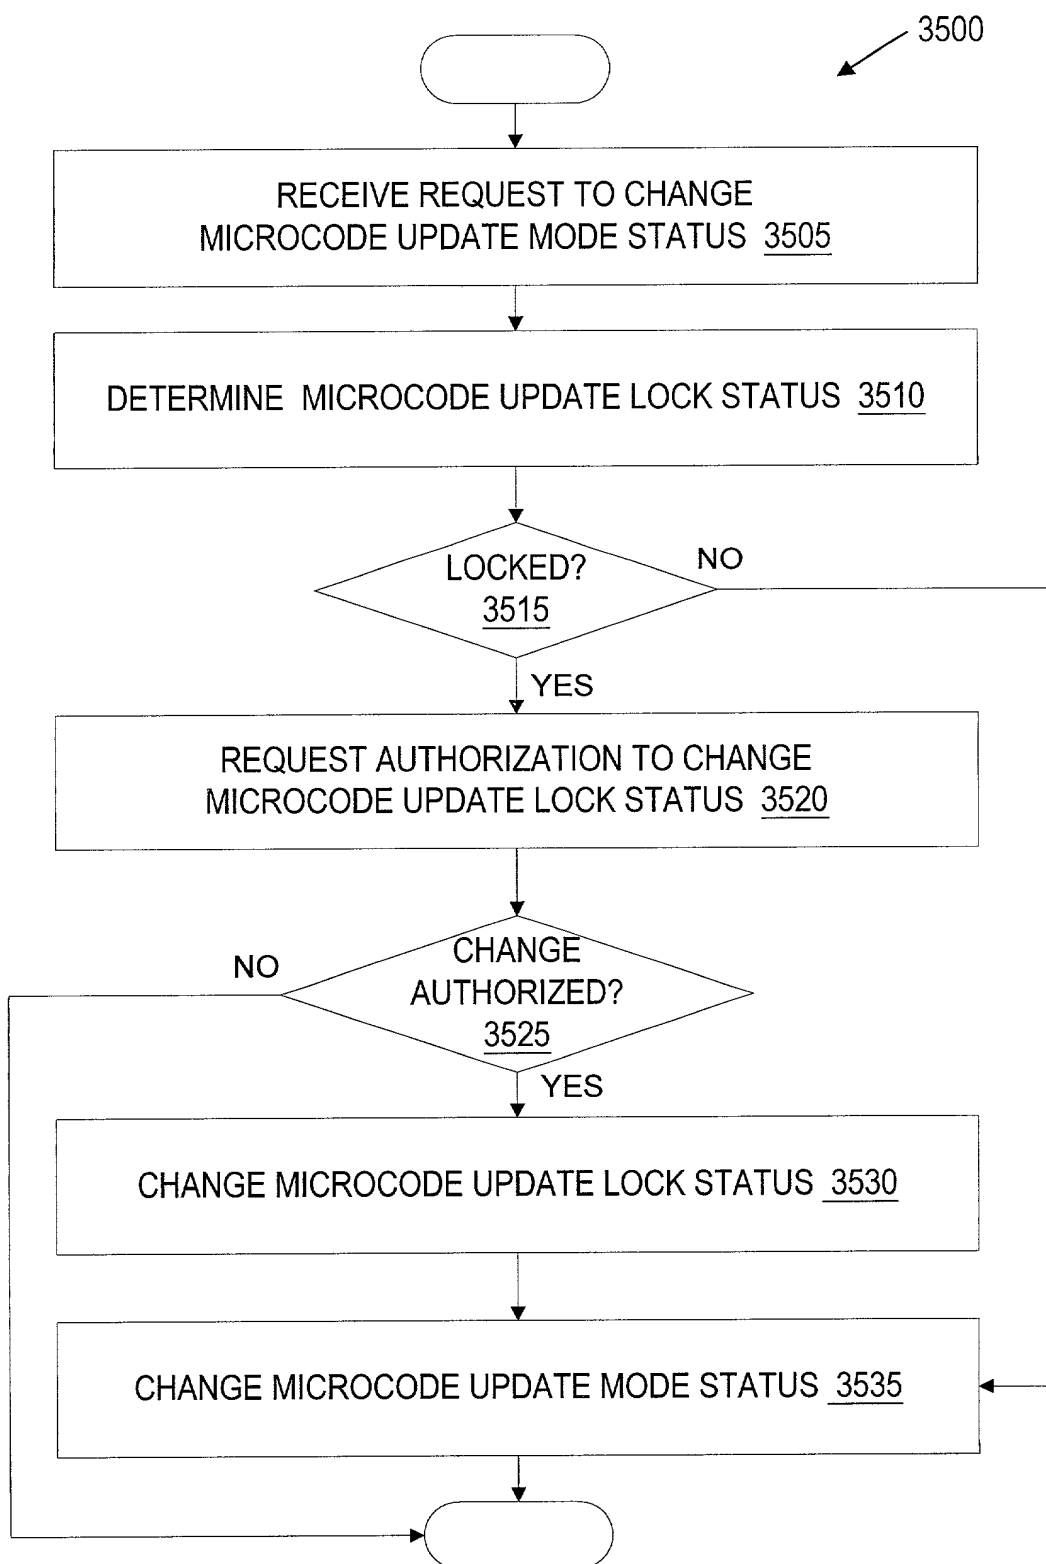 3500
RECEIVE REQUEST TO CHANGE
MICROCODE UPDATE MODE STATUS 3505
DETERMINE MICROCODE UPDATE LOCK STATUS 3510
LOCKED?
3515
NO
YES
REQUEST AUTHORIZATION TO CHANGE
MICROCODE UPDATE LOCK STATUS 3520
CHANGE
AUTHORIZED?
3525
NO
YES
CHANGE MICROCODE UPDATE LOCK STATUS 3530
CHANGE MICROCODE UPDATE MODE STATUS 3535